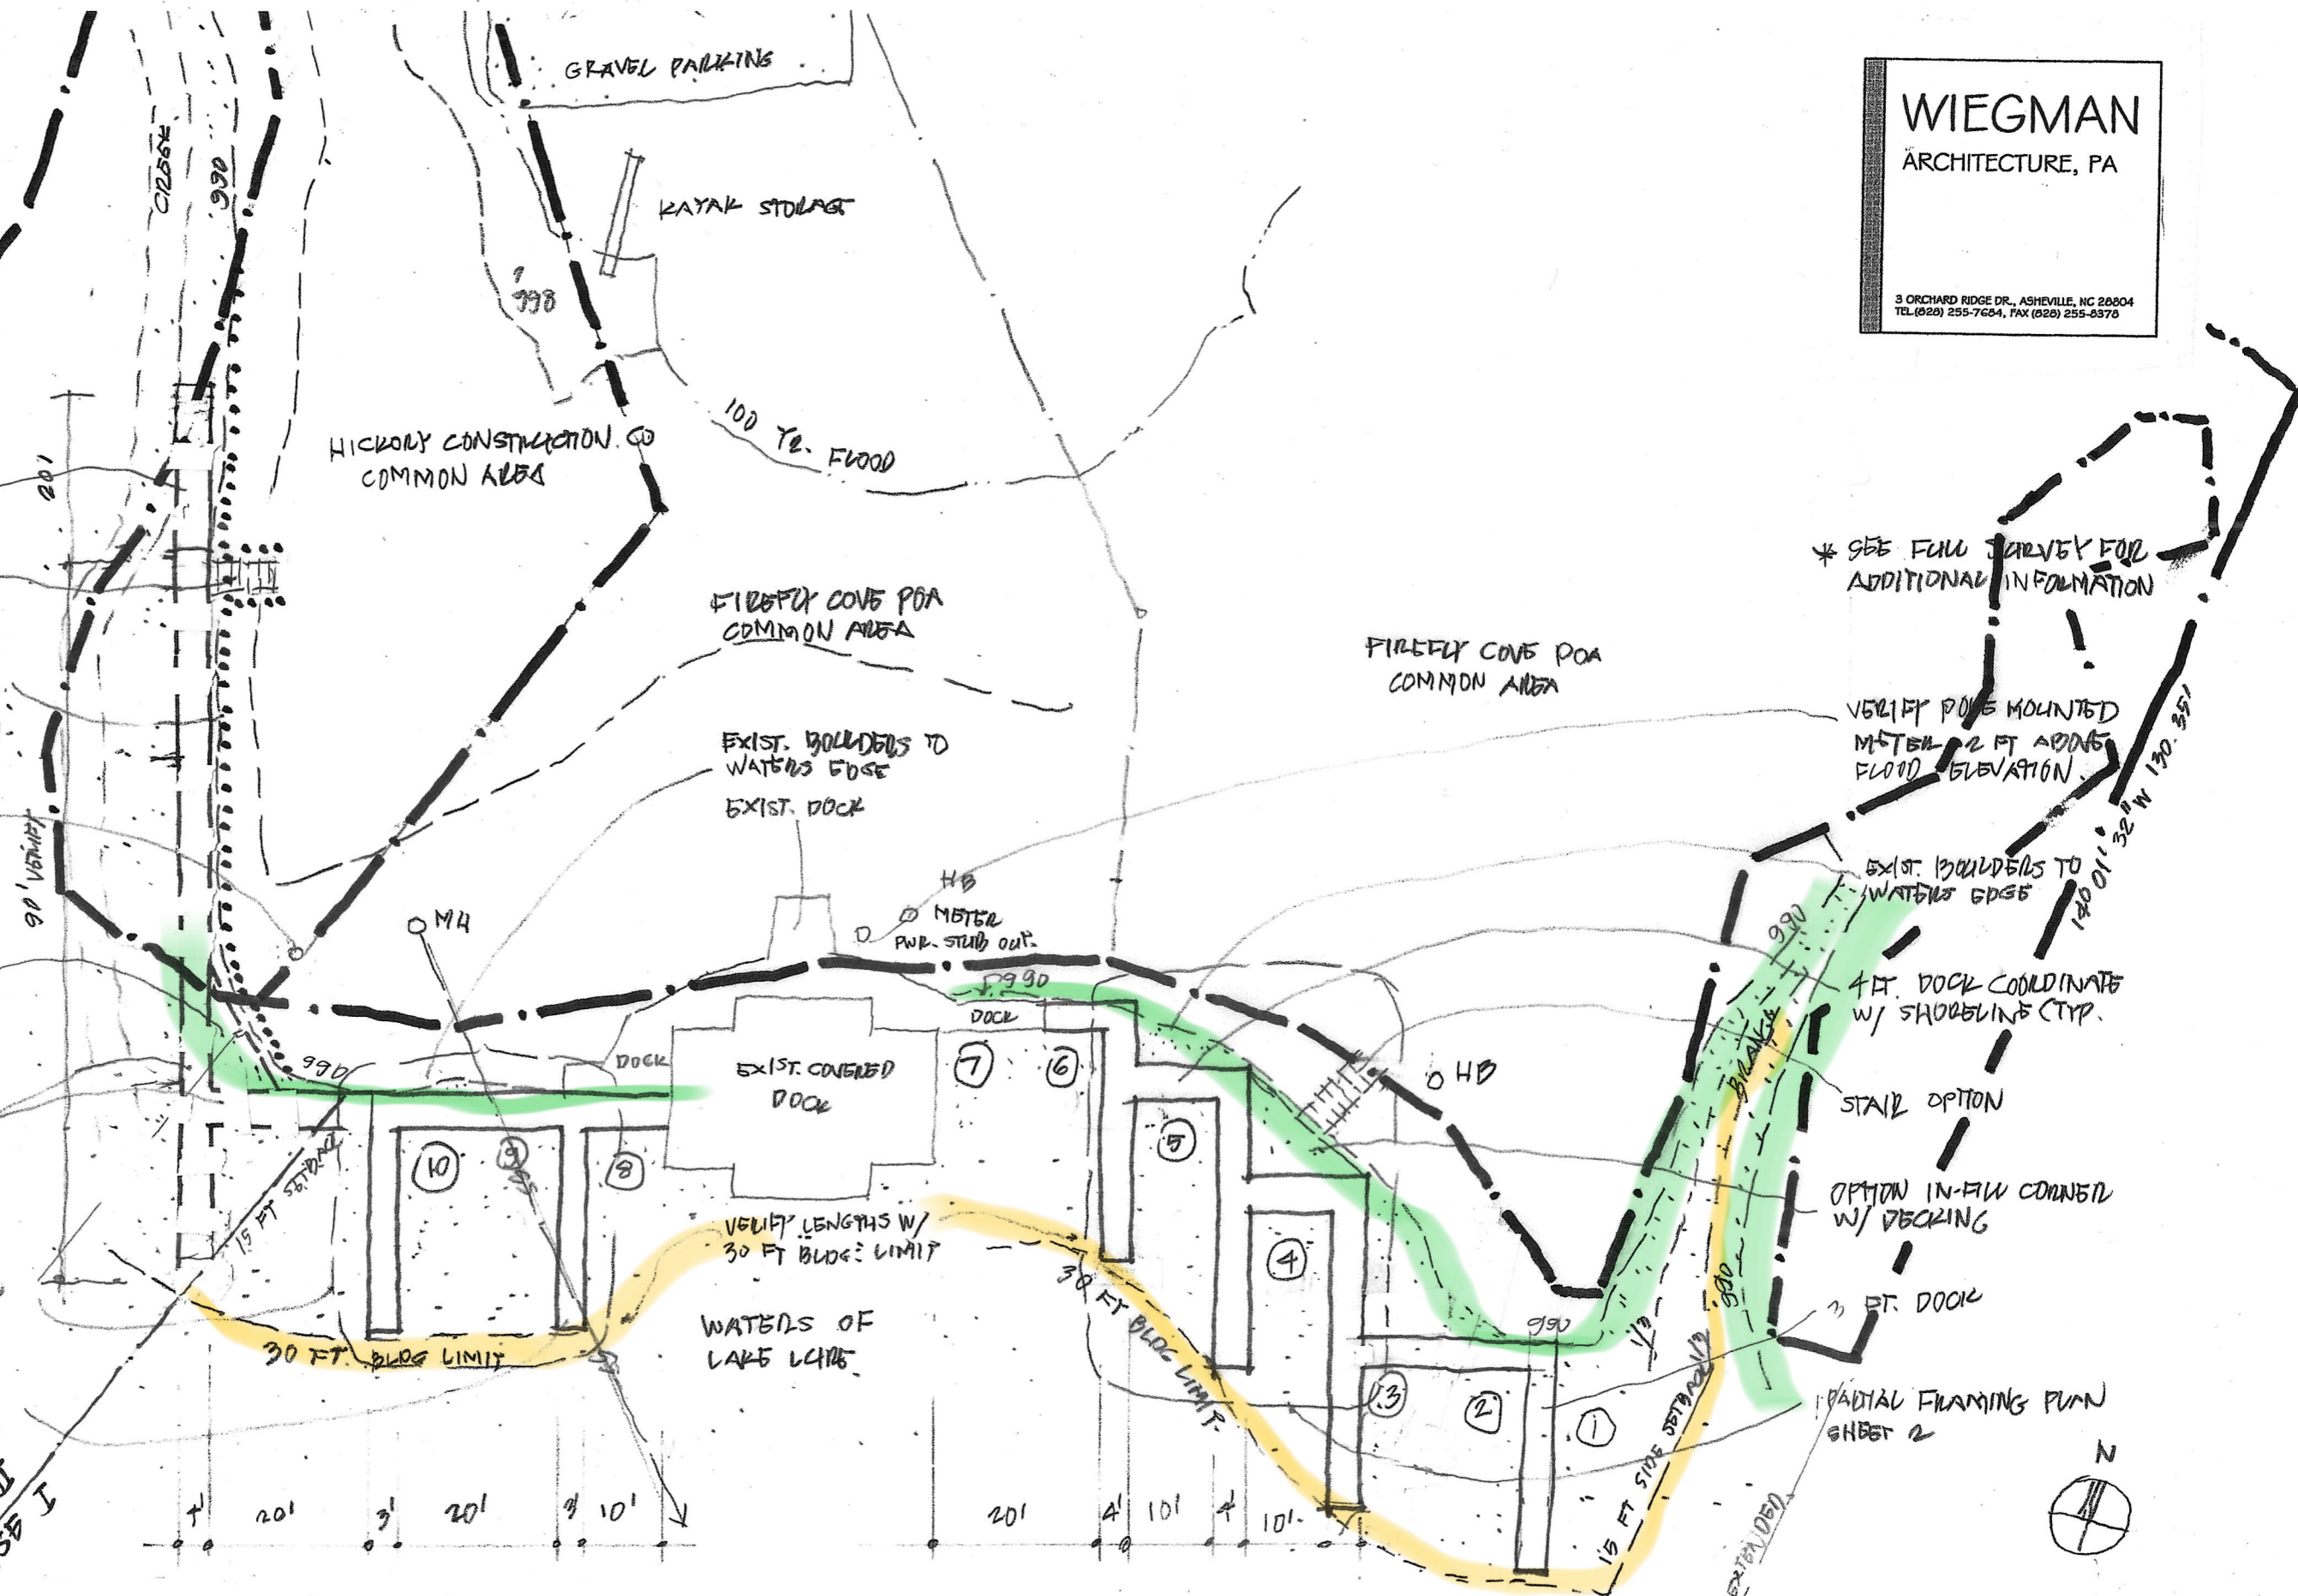 GRAVEL PARKING
WIEGMAN
ARCHITECTURE, PA
3 ORCHARD RIDGE DR., ASHEVILLE, NC 28804
TEL (828) 255-7684, FAX (828) 255-8378
CREEK
990
KAYAK STORAGE
998
100 YR. FLOOD
HICKORY CONSTRUCTION CO
COMMON AREA
20'
* SEE FULL SURVEY FOR
ADDITIONAL INFORMATION
FIREFLY COVE POA
COMMON AREA
FIREFLY COVE POA
COMMON AREA
VERIFY POLE MOUNTED
METER 2 FT ABOVE
FLOOD ELEVATION
EXIST. BOULDERS TO
WATERS EDGE
EXIST. DOCK
90' VERIFY
HB
METER
PWR. STUB OUT.
MH
EXIST. BOULDERS TO
WATERS EDGE
990
4 FT. DOCK COORDINATE
W/ SHORELINE (TYP.
990
DOCK
990
DOCK
EXIST. COVERED
DOCK
7
6
HB
BRANCH
STAIR OPTION
5
10
9
8
15 FT SETBACK
OPTION IN-FILL CORNER
W/ DECKING
VERIFY LENGTHS W/
30 FT BLDG. LIMIT
4
30 FT BLDG LIMIT.
990
990
3 FT. DOCK
WATERS OF
LAKE LURE
30 FT. BLDG LIMIT
3
2
1
15 FT SIDE SETBACK
PARTIAL FRAMING PLAN
SHEET 2
N
4'
20'
3'
20'
3'
10'
20'
4'
10'
4'
10'
EXTENDED